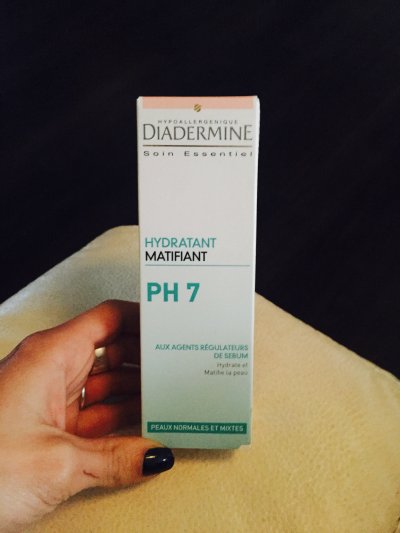 HYPOALLERGENIQUE
DIADERMINE
Soin Essentiel
HYDRATANT
MATIFIANT
PH 7
AUX AGENTS RÉGULATEURS
DE SEBUM
Hydrate et
Matifie la peau
PEAUX NORMALES ET MIXTES